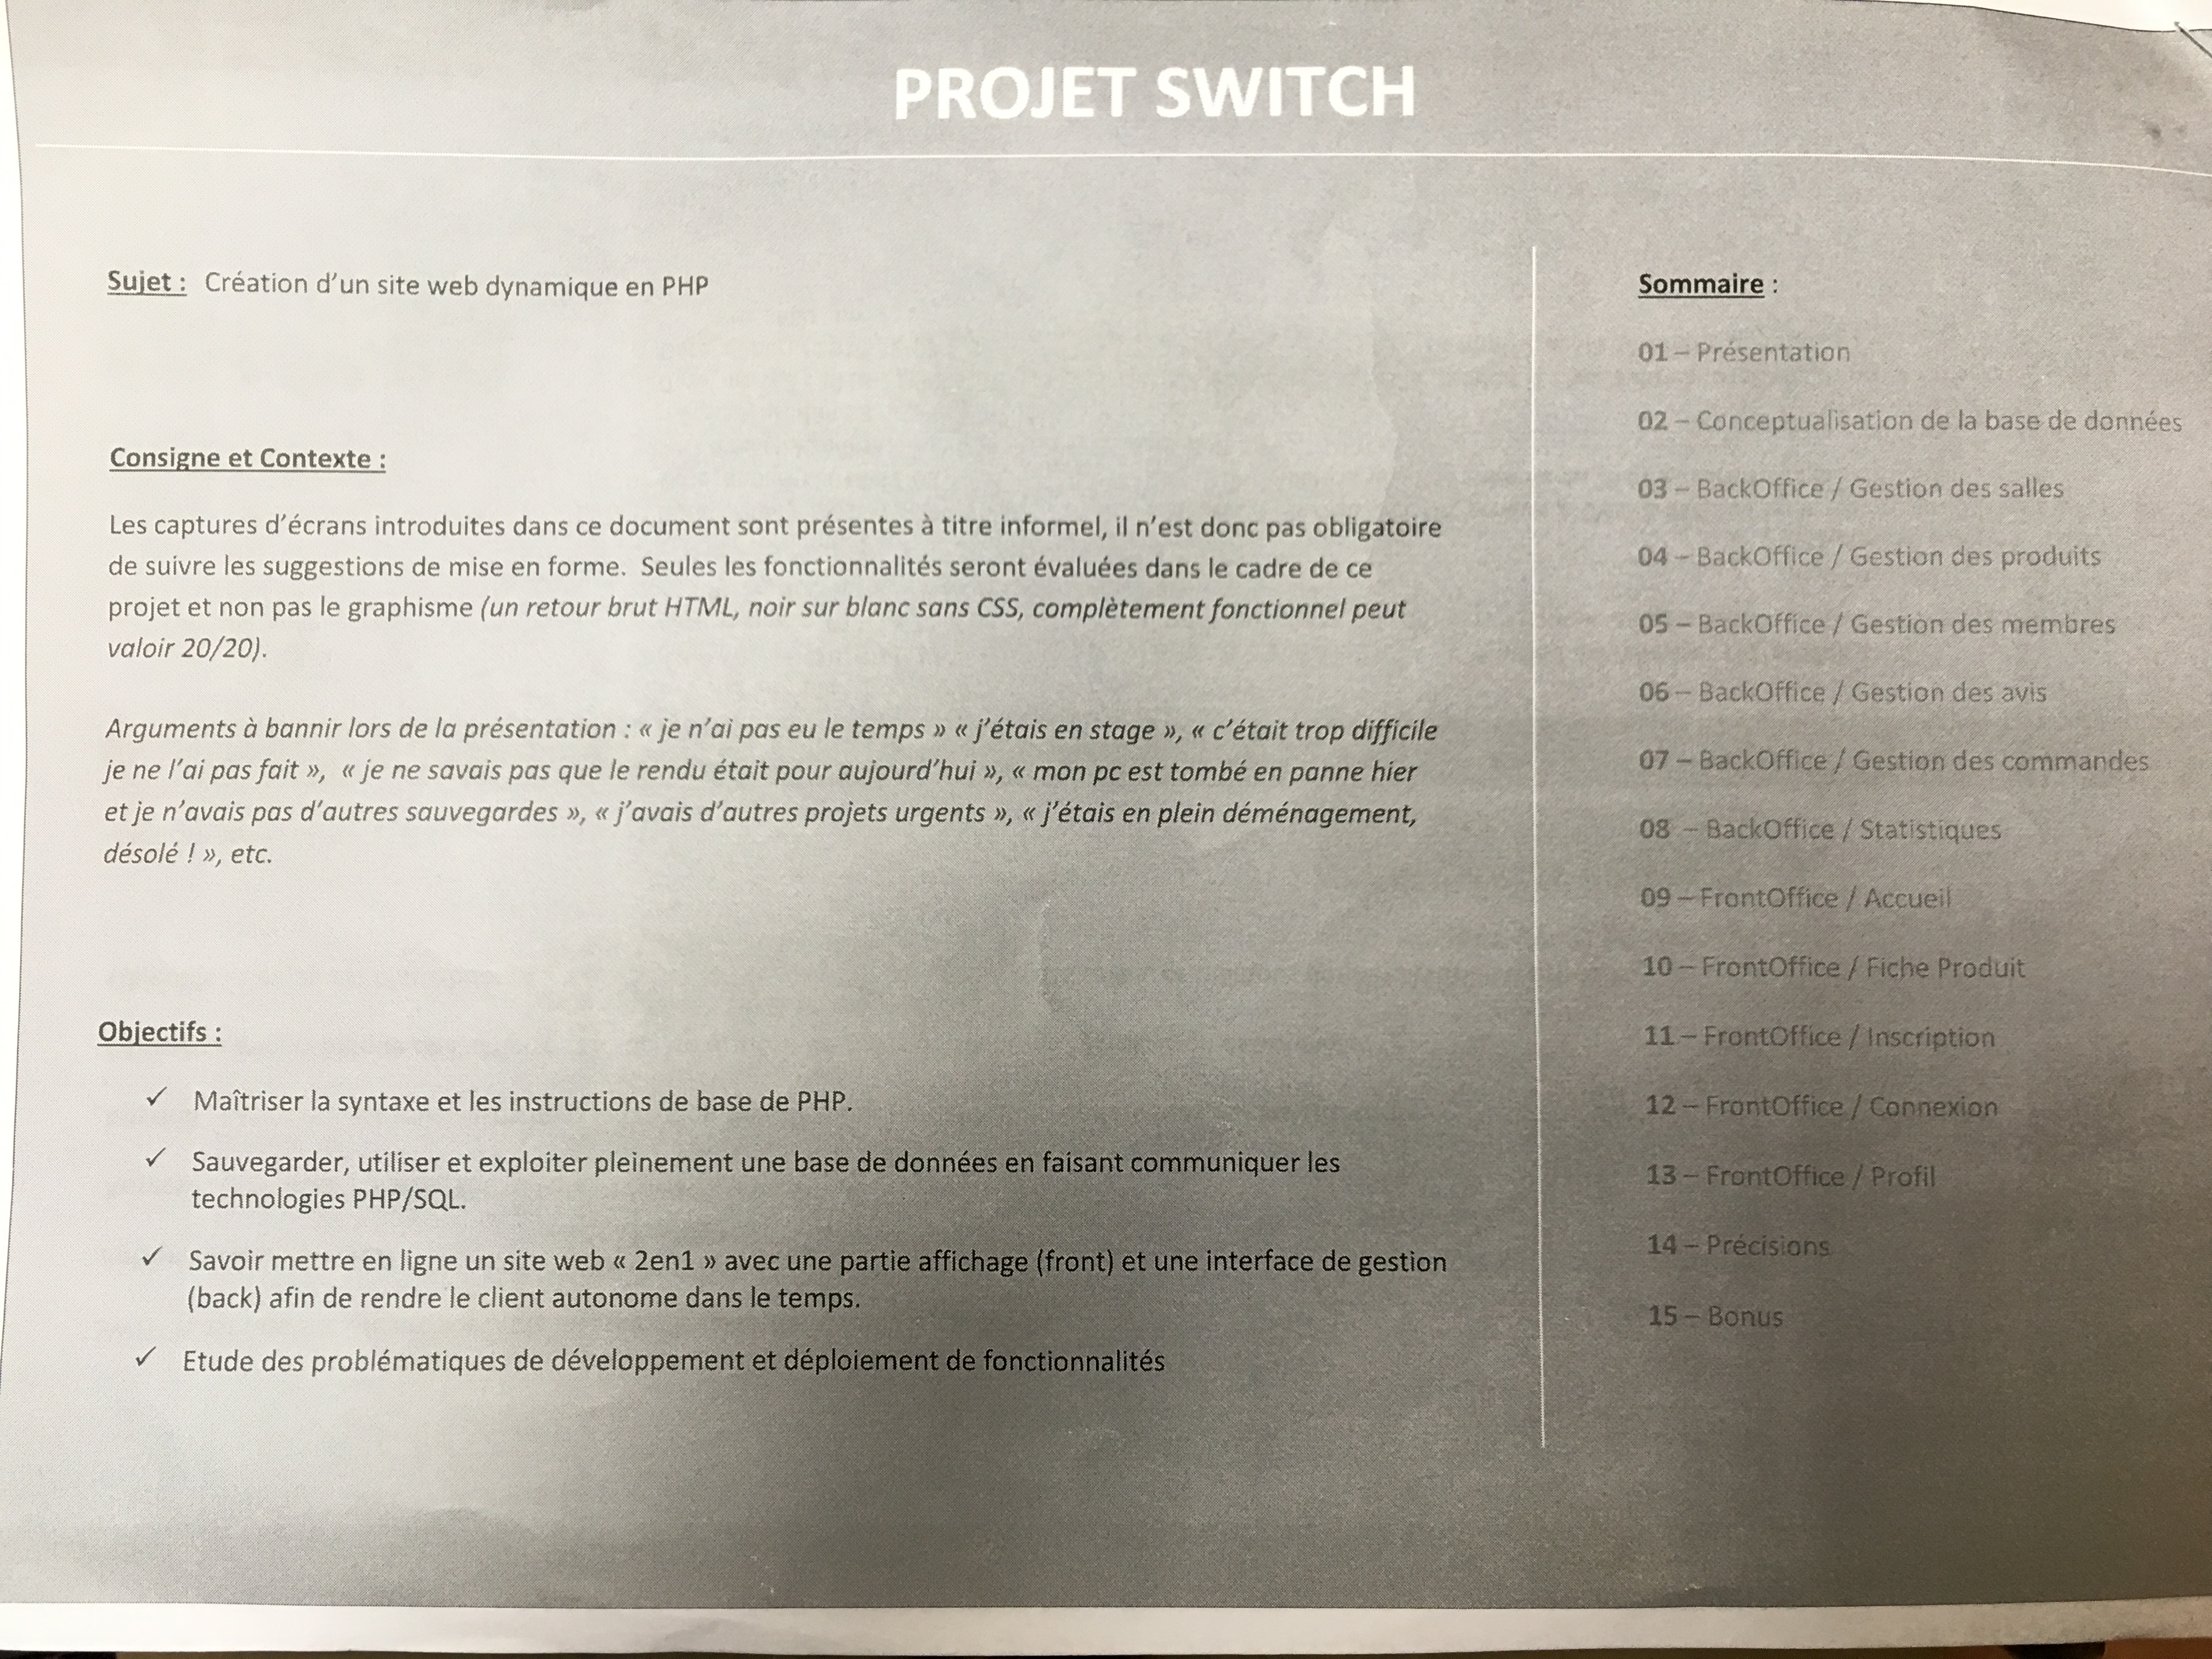 PROJET SWITCH
Sujet : Création d'un site web dynamique en PHP
Consigne et Contexte :
Les captures d'écrans introduites dans ce document sont présentes à titre informel, il n'est donc pas obligatoire
de suivre les suggestions de mise en forme. Seules les fonctionnalités seront évaluées dans le cadre de ce
projet et non pas le graphisme (un retour brut HTML, noir sur blanc sans CSS, complètement fonctionnel peut
valoir 20/20).
Arguments à bannir lors de la présentation : « je n'ai pas eu le temps » « j'étais en stage », « c'était trop difficile
je ne l'ai pas fait », « je ne savais pas que le rendu était pour aujourd'hui », « mon pc est tombé en panne hier
et je n'avais pas d'autres sauvegardes », « j'avais d'autres projets urgents », « j'étais en plein déménagement,
désolé ! », etc.
Objectifs :
✓ Maîtriser la syntaxe et les instructions de base de PHP.
✓ Sauvegarder, utiliser et exploiter pleinement une base de données en faisant communiquer les
technologies PHP/SQL.
✓ Savoir mettre en ligne un site web « 2en1 » avec une partie affichage (front) et une interface de gestion
(back) afin de rendre le client autonome dans le temps.
✓ Etude des problématiques de développement et déploiement de fonctionnalités
Sommaire :
01 – Présentation
02 – Conceptualisation de la base de données
03 – BackOffice / Gestion des salles
04 – BackOffice / Gestion des produits
05 – BackOffice / Gestion des membres
06 – BackOffice / Gestion des avis
07 – BackOffice / Gestion des commandes
08 – BackOffice / Statistiques
09 – FrontOffice / Accueil
10 – FrontOffice / Fiche Produit
11 – FrontOffice / Inscription
12 – FrontOffice / Connexion
13 – FrontOffice / Profil
14 – Précisions
15 – Bonus